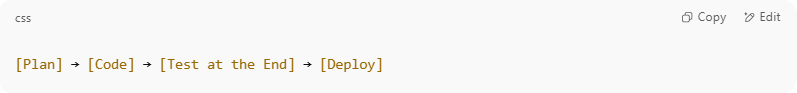 css Copy Edit
[Plan] → [Code] → [Test at the End] → [Deploy]